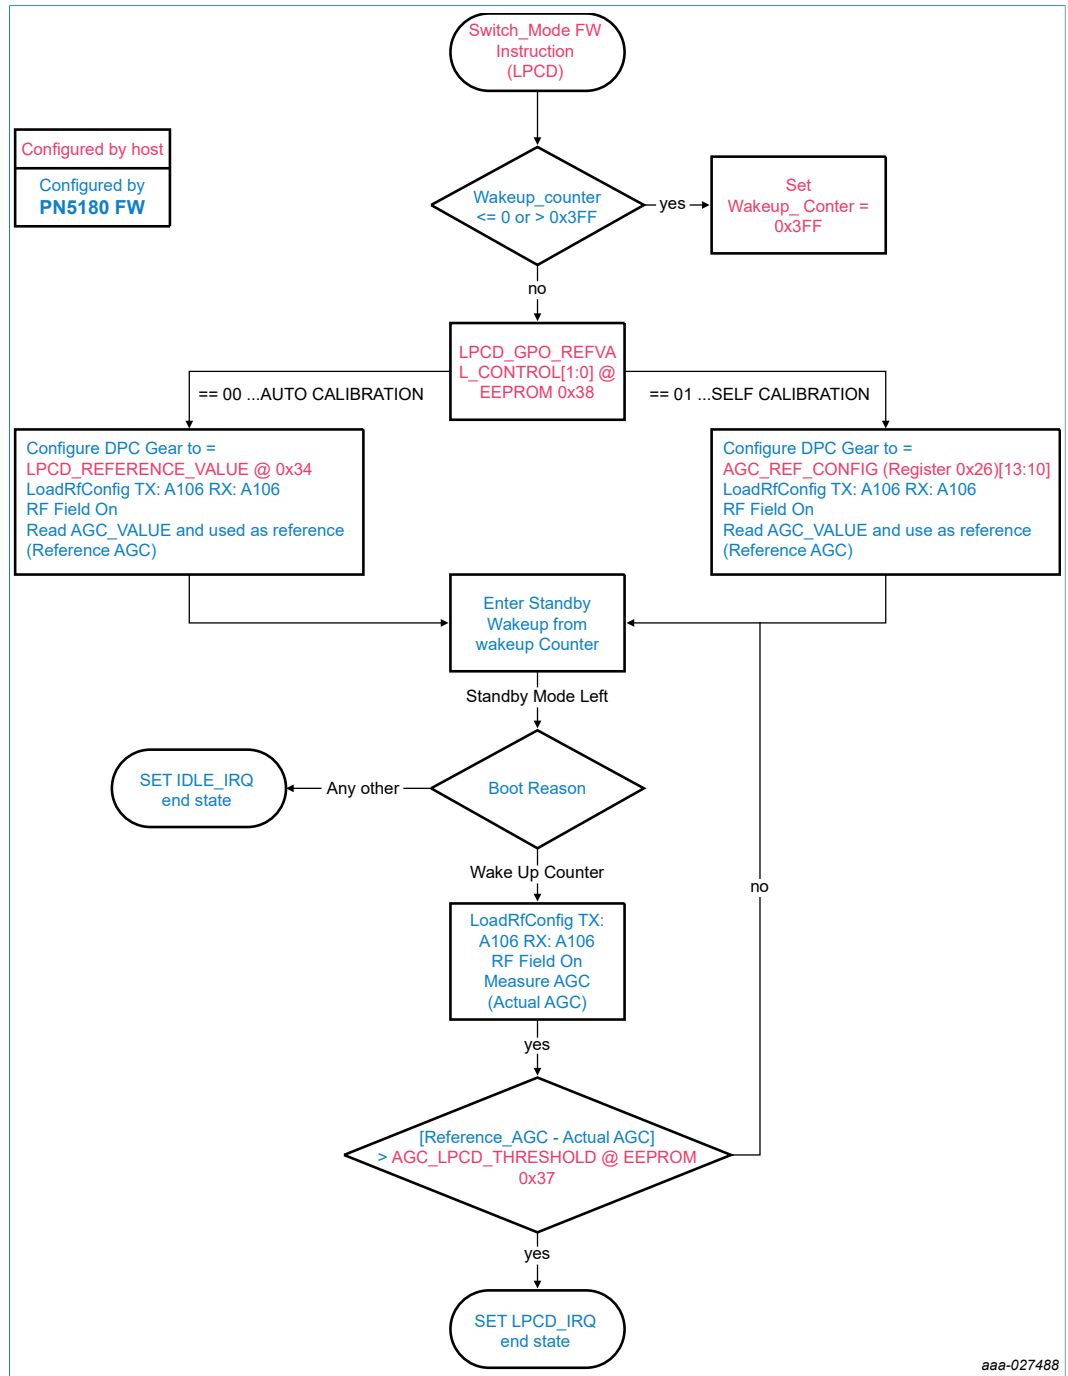 Switch_Mode FW
Instruction
(LPCD)
Configured by host
Configured by
PN5180 FW
Wakeup_counter
<= 0 or > 0x3FF
yes
Set
Wakeup_ Conter =
0x3FF
no
LPCD_GPO_REFVA
L_CONTROL[1:0] @
EEPROM 0x38
== 00 ...AUTO CALIBRATION
== 01 ...SELF CALIBRATION
Configure DPC Gear to =
LPCD_REFERENCE_VALUE @ 0x34
LoadRfConfig TX: A106 RX: A106
RF Field On
Read AGC_VALUE and used as reference
(Reference AGC)
Configure DPC Gear to =
AGC_REF_CONFIG (Register 0x26)[13:10]
LoadRfConfig TX: A106 RX: A106
RF Field On
Read AGC_VALUE and use as reference
(Reference AGC)
Enter Standby
Wakeup from
wakeup Counter
Standby Mode Left
SET IDLE_IRQ
end state
Any other
Boot Reason
Wake Up Counter
no
LoadRfConfig TX:
A106 RX: A106
RF Field On
Measure AGC
(Actual AGC)
yes
[Reference_AGC - Actual AGC]
> AGC_LPCD_THRESHOLD @ EEPROM
0x37
yes
SET LPCD_IRQ
end state
aaa-027488